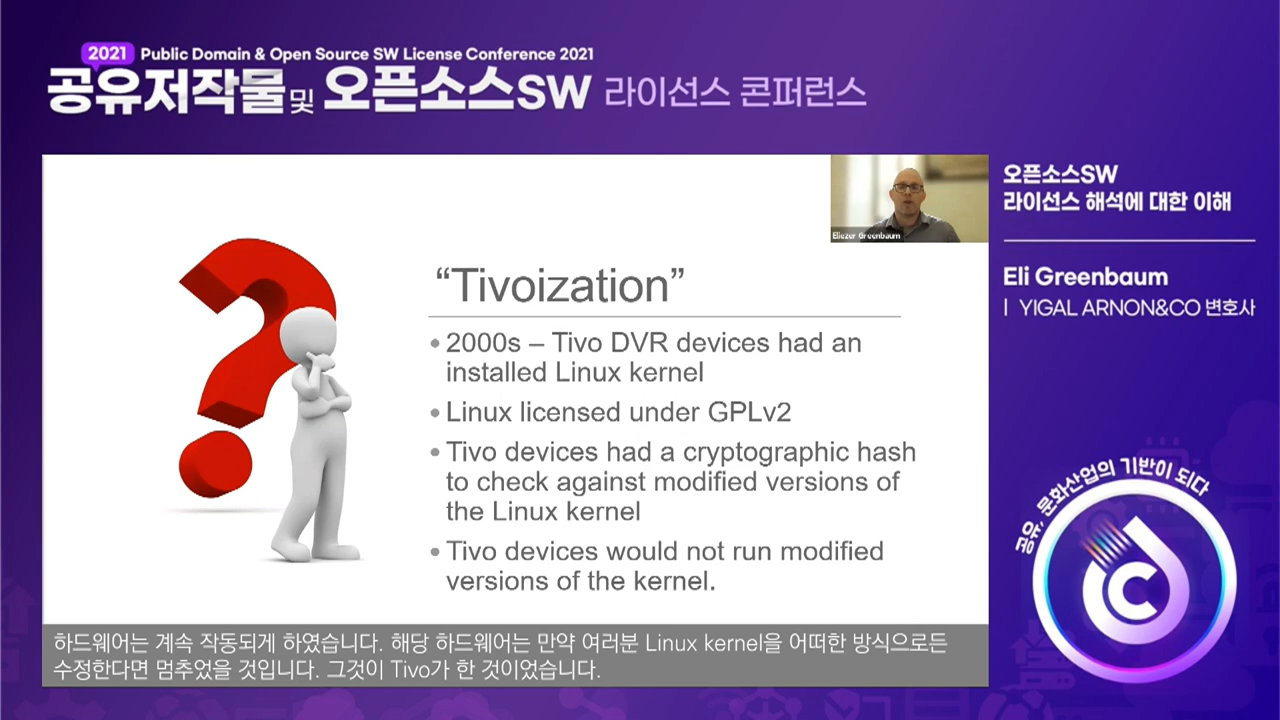 2021 Public Domain & Open Source SW License Conference 2021
공유저작물 및 오픈소스SW 라이선스 콘퍼런스
오픈소스SW
라이선스 해석에 대한 이해
Eli Greenbaum
| YIGAL ARNON&CO 변호사
Eliezer Greenbaum
“Tivoization”
• 2000s – Tivo DVR devices had an
installed Linux kernel
• Linux licensed under GPLv2
• Tivo devices had a cryptographic hash
to check against modified versions of
the Linux kernel
• Tivo devices would not run modified
versions of the kernel.
공유, 문화산업의 기반이 되다
하드웨어는 계속 작동되게 하였습니다. 해당 하드웨어는 만약 여러분 Linux kernel을 어떠한 방식으로든
수정한다면 멈추었을 것입니다. 그것이 Tivo가 한 것이었습니다.